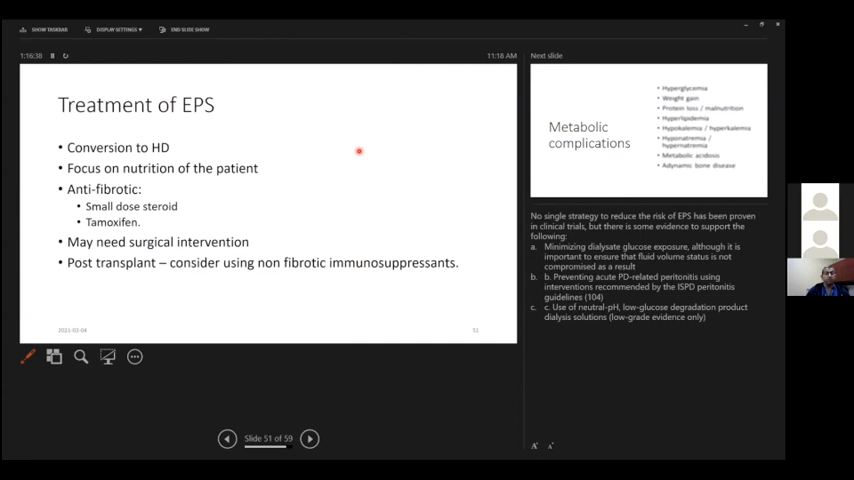 SHOW TASKBAR
DISPLAY SETTINGS ▾
END SLIDE SHOW
1:16:38
11:18 AM
Treatment of EPS
• Conversion to HD
• Focus on nutrition of the patient
• Anti-fibrotic:
• Small dose steroid
• Tamoxifen.
• May need surgical intervention
• Post transplant – consider using non fibrotic immunosuppressants.
2021-03-04
51
Slide 51 of 59
Next slide
Metabolic
complications
• Hyperglycemia
• Weight gain
• Protein loss / malnutrition
• Hyperlipidemia
• Hypokalemia / hyperkalemia
• Hyponatremia /
hypernatremia
• Metabolic acidosis
• Adynamic bone disease
No single strategy to reduce the risk of EPS has been proven
in clinical trials, but there is some evidence to support the
following:
a. Minimizing dialysate glucose exposure, although it is
important to ensure that fluid volume status is not
compromised as a result
b. b. Preventing acute PD-related peritonitis using
interventions recommended by the ISPD peritonitis
guidelines (104)
c. c. Use of neutral-pH, low-glucose degradation product
dialysis solutions (low-grade evidence only)
A A